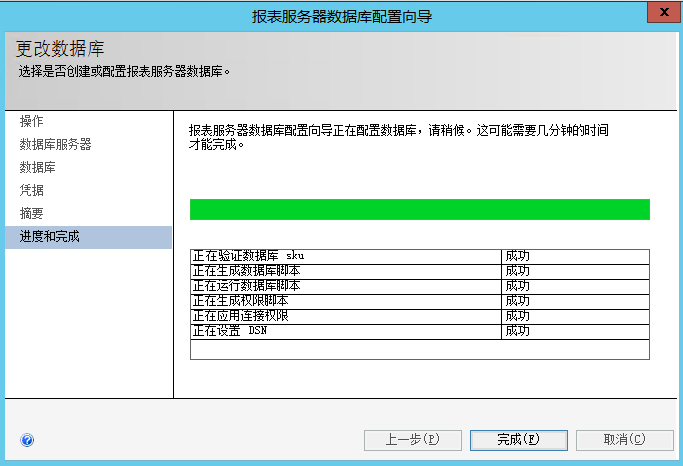 报表服务器数据库配置向导
x
更改数据库
选择是否创建或配置报表服务器数据库。
操作
数据库服务器
数据库
凭据
摘要
进度和完成
报表服务器数据库配置向导正在配置数据库，请稍候。这可能需要几分钟的时间
才能完成。
正在验证数据库 sku 成功
正在生成数据库脚本 成功
正在运行数据库脚本 成功
正在生成权限脚本 成功
正在应用连接权限 成功
正在设置 DSN 成功
?
上一步(P) 完成(F) 取消(C)